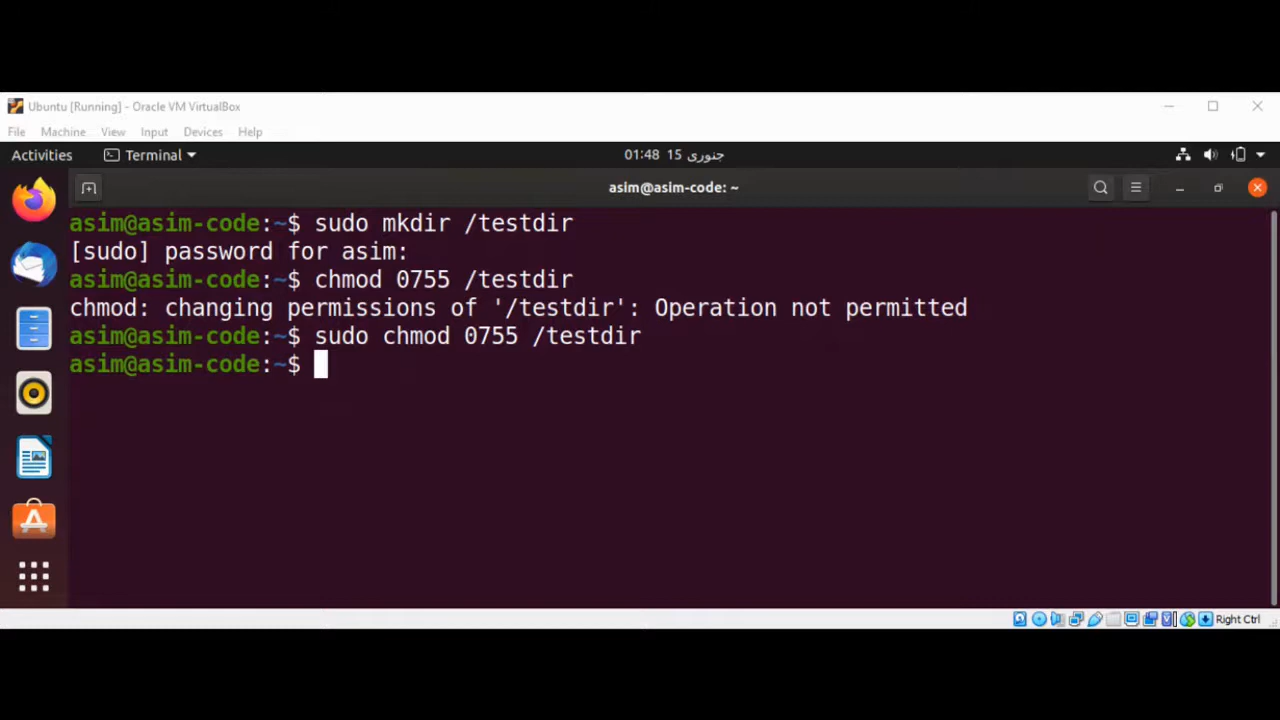 Ubuntu [Running] - Oracle VM VirtualBox
File Machine View Input Devices Help
Activities Terminal 01:48 15 جنوری
asim@asim-code: ~
asim@asim-code:~$ sudo mkdir /testdir
[sudo] password for asim:
asim@asim-code:~$ chmod 0755 /testdir
chmod: changing permissions of '/testdir': Operation not permitted
asim@asim-code:~$ sudo chmod 0755 /testdir
asim@asim-code:~$
Right Ctrl